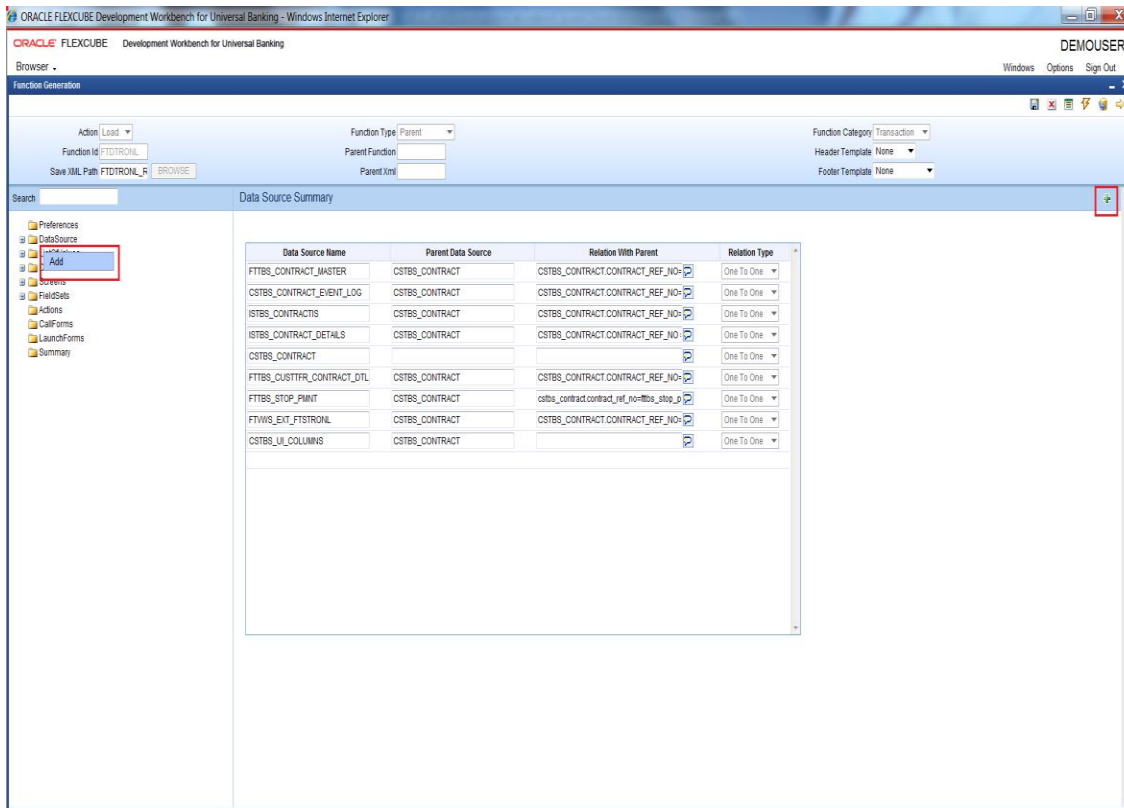 ORACLE FLEXCUBE Development Workbench for Universal Banking - Windows Internet Explorer
ORACLE FLEXCUBE Development Workbench for Universal Banking
DEMOUSER
Browser
Windows Options Sign Out
Function Generation
Action Load Function Type Parent Function Category Transaction
Function Id FTDTRONL Parent Function Header Template None
Save XML Path FTDTRONL_R BROWSE Parent Xml Footer Template None
Search Data Source Summary
Preferences
DataSource
Add
Screens
FieldSets
Actions
CallForms
LaunchForms
Summary
Data Source Name Parent Data Source Relation With Parent Relation Type
FTTBS_CONTRACT_MASTER CSTBS_CONTRACT CSTBS_CONTRACT.CONTRACT_REF_NO= One To One
CSTBS_CONTRACT_EVENT_LOG CSTBS_CONTRACT CSTBS_CONTRACT.CONTRACT_REF_NO= One To One
ISTBS_CONTRACTIS CSTBS_CONTRACT CSTBS_CONTRACT.CONTRACT_REF_NO= One To One
ISTBS_CONTRACT_DETAILS CSTBS_CONTRACT CSTBS_CONTRACT.CONTRACT_REF_NO One To One
CSTBS_CONTRACT One To One
FTTBS_CUSTTFR_CONTRACT_DTL CSTBS_CONTRACT CSTBS_CONTRACT.CONTRACT_REF_NO= One To One
FTTBS_STOP_PMNT CSTBS_CONTRACT cstbs_contract.contract_ref_no=fttbs_stop_p One To One
FTVWS_EXT_FTSTRONL CSTBS_CONTRACT CSTBS_CONTRACT.CONTRACT_REF_NO= One To One
CSTBS_UI_COLUMNS CSTBS_CONTRACT One To One